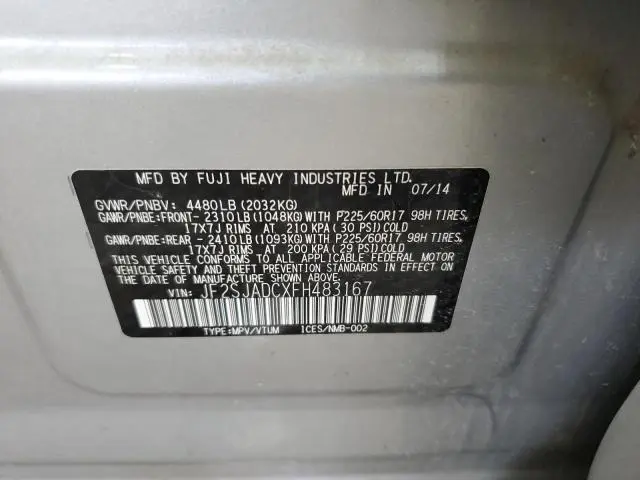 MFD BY FUJI HEAVY INDUSTRIES LTD.
MFD IN 07/14
GVWR/PNBV: 4480LB (2032KG)
GAWR/PNBE:FRONT- 2310LB (1048KG) WITH P225/60R17 98H TIRES,
17X7J RIMS AT 210 KPA (30 PSI) COLD
GAWR/PNBE:REAR - 2410LB (1093KG) WITH P225/60R17 98H TIRES,
17X7J RIMS AT 200 KPA (29 PSI) COLD
THIS VEHICLE CONFORMS TO ALL APPLICABLE FEDERAL MOTOR
VEHICLE SAFETY, BUMPER, AND THEFT PREVENTION STANDARDS
IN EFFECT ON THE DATE OF MANUFACTURE SHOWN ABOVE.
VIN: JF2SJADCXFH483167
TYPE:MPV/VTUM ICES/NMB-002